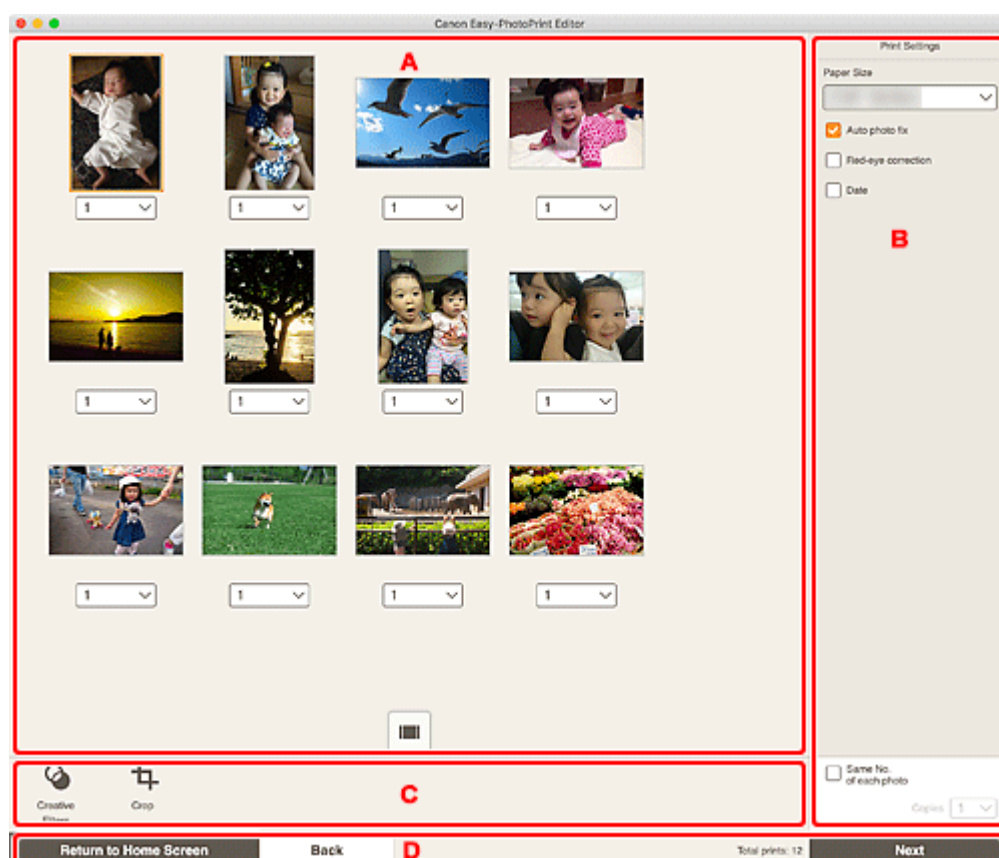 Canon Easy-PhotoPrint Editor
A
1
1
1
1
1
1
1
1
1
1
1
1
Print Settings
Paper Size
Auto photo fix
Red-eye correction
Date
B
Same No.
of each photo
Copies 1
Creative
Filters
Crop
C
Return to Home Screen
Back
D
Total prints: 12
Next